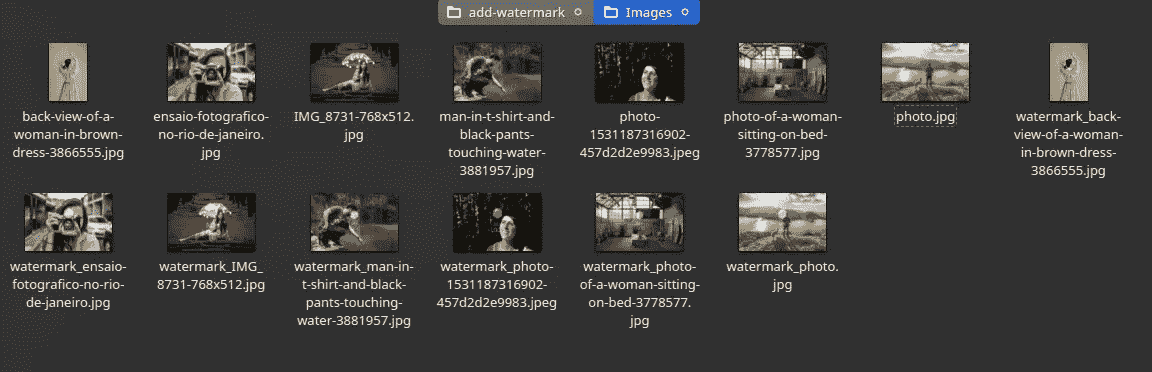 add-watermark
Images
back-view-of-a-
woman-in-brown-
dress-3866555.jpg
ensaio-fotografico-
no-rio-de-janeiro.
jpg
IMG_8731-768x512.
jpg
man-in-t-shirt-and-
black-pants-
touching-water-
3881957.jpg
photo-
1531187316902-
457d2d2e9983.jpeg
photo-of-a-woman-
sitting-on-bed-
3778577.jpg
photo.jpg
watermark_back-
view-of-a-woman-
in-brown-dress-
3866555.jpg
watermark_ensaio-
fotografico-no-rio-
de-janeiro.jpg
watermark_IMG_
8731-768x512.jpg
watermark_man-in-
t-shirt-and-black-
pants-touching-
water-3881957.jpg
watermark_photo-
1531187316902-
457d2d2e9983.jpeg
watermark_photo-
of-a-woman-sitting-
on-bed-3778577.
jpg
watermark_photo.
jpg